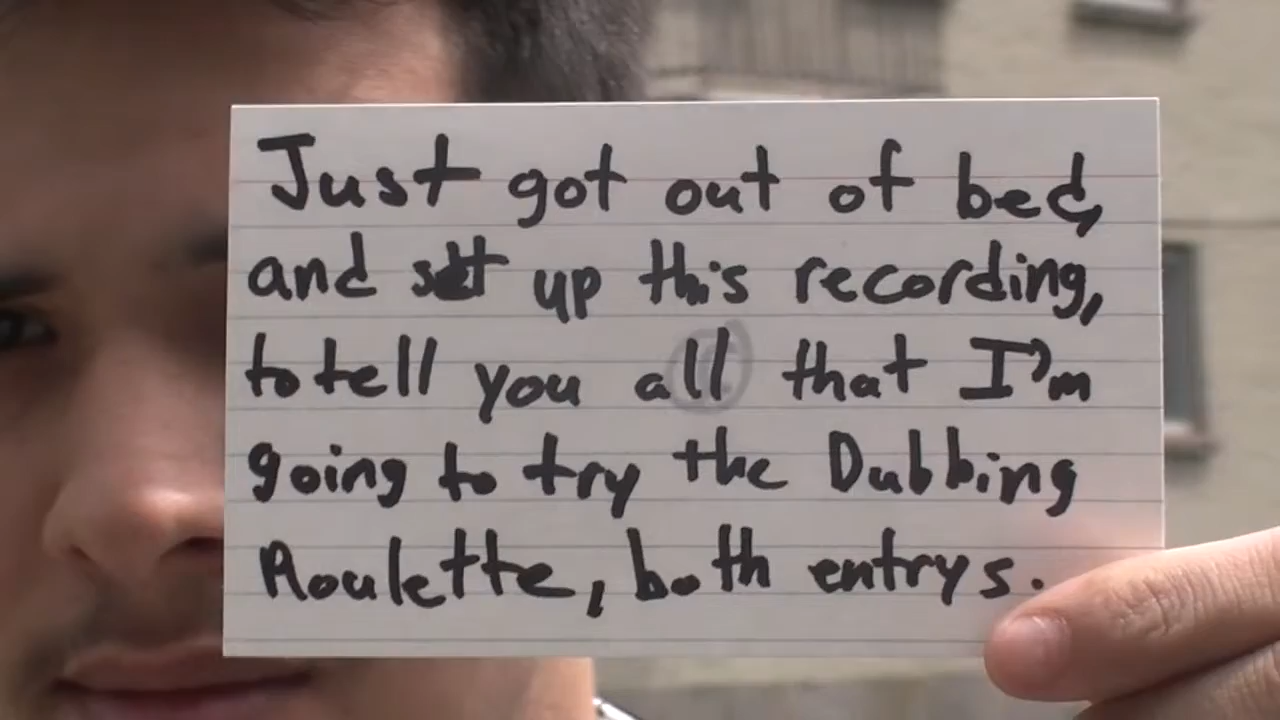 Just got out of bed,
and set up this recording,
to tell you all that I'm
going to try the Dubbing
Roulette, both entrys.